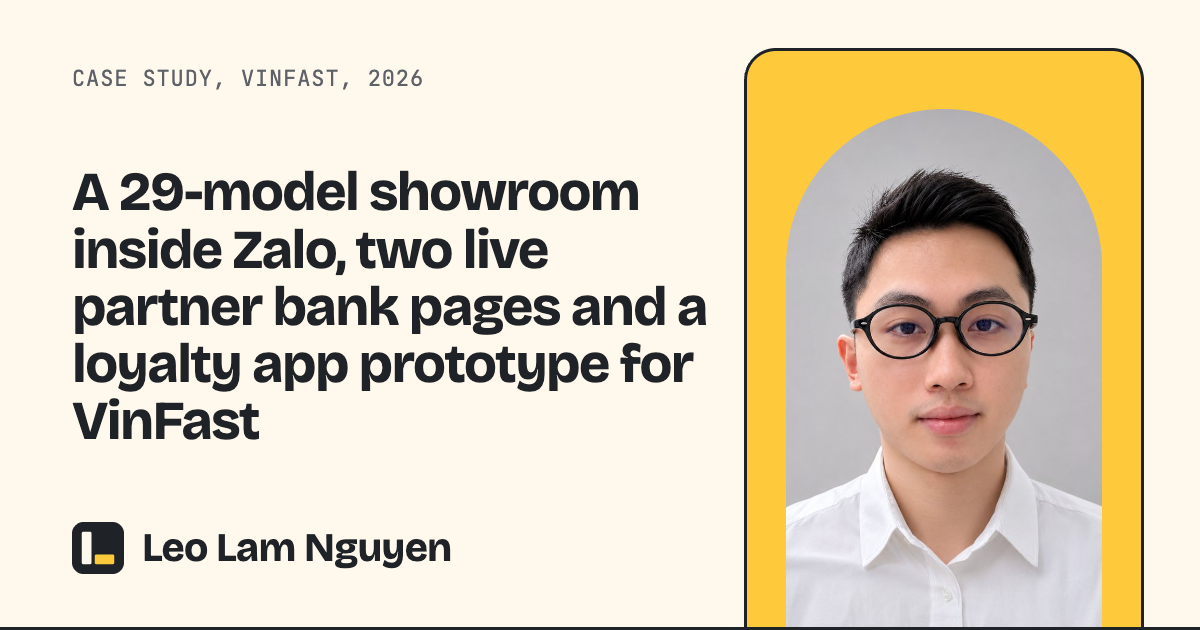 CASE STUDY, VINFAST, 2026
A 29-model showroom
inside Zalo, two live
partner bank pages and a
loyalty app prototype for
VinFast
Leo Lam Nguyen